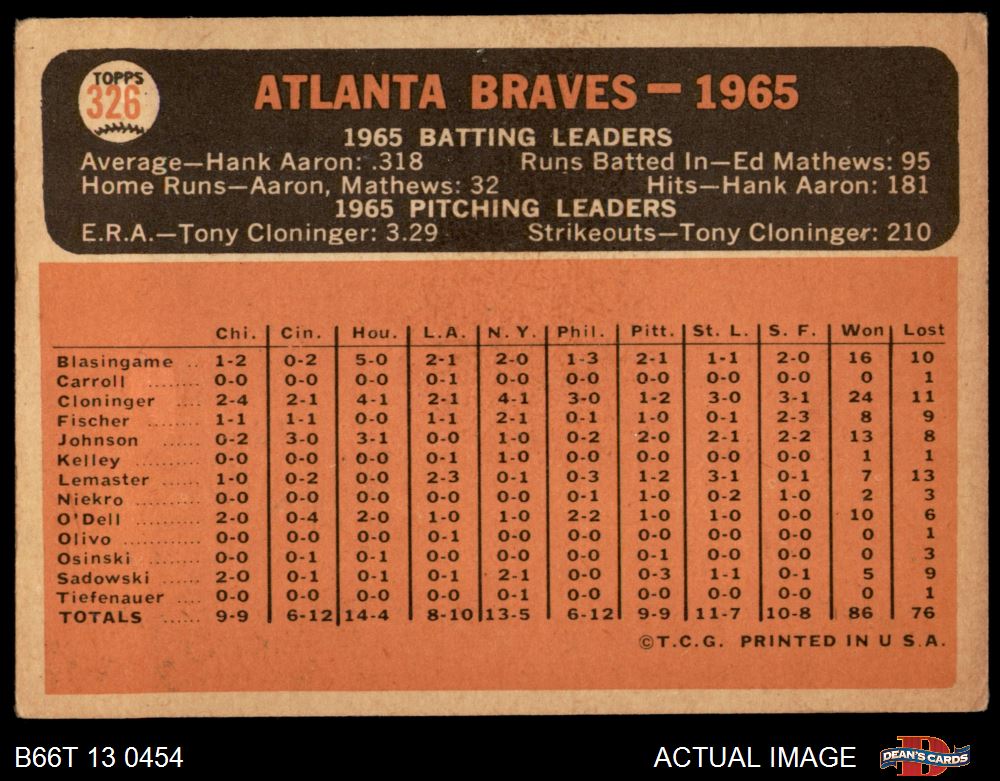 TOPPS
326
ATLANTA BRAVES — 1965
1965 BATTING LEADERS
Average—Hank Aaron: .318 Runs Batted In—Ed Mathews: 95
Home Runs—Aaron, Mathews: 32 Hits—Hank Aaron: 181
1965 PITCHING LEADERS
E.R.A.—Tony Cloninger: 3.29 Strikeouts—Tony Cloninger: 210
Chi. Cin. Hou. L.A. N.Y. Phil. Pitt. St. L. S. F. Won Lost
Blasingame .. 1-2 0-2 5-0 2-1 2-0 1-3 2-1 1-1 2-0 16 10
Carroll ......... 0-0 0-0 0-0 0-1 0-0 0-0 0-0 0-0 0-0 0 1
Cloninger .... 2-4 2-1 4-1 2-1 4-1 3-0 1-2 3-0 3-1 24 11
Fischer ........ 1-1 1-1 0-0 1-1 2-1 0-1 1-0 0-1 2-3 8 9
Johnson ...... 0-2 3-0 3-1 0-0 1-0 0-2 2-0 2-1 2-2 13 8
Kelley .......... 0-0 0-0 0-0 0-1 1-0 0-0 0-0 0-0 0-0 1 1
Lemaster ..... 1-0 0-2 0-0 2-3 0-1 0-3 1-2 3-1 0-1 7 13
Niekro .......... 0-0 0-0 0-0 0-0 0-0 0-1 1-0 0-2 1-0 2 3
O'Dell .......... 2-0 0-4 2-0 1-0 1-0 2-2 1-0 1-0 0-0 10 6
Olivo ............ 0-0 0-0 0-0 0-1 0-0 0-0 0-0 0-0 0-0 0 1
Osinski ........ 0-0 0-1 0-1 0-0 0-0 0-0 0-1 0-0 0-0 0 3
Sadowski ...... 2-0 0-1 0-1 0-1 2-1 0-0 0-3 1-1 0-1 5 9
Tiefenauer .... 0-0 0-0 0-0 0-0 0-1 0-0 0-0 0-0 0-0 0 1
TOTALS ...... 9-9 6-12 14-4 8-10 13-5 6-12 9-9 11-7 10-8 86 76
©T.C.G. PRINTED IN U S.A.
B66T 13 0454 ACTUAL IMAGE DEAN'S CARDS